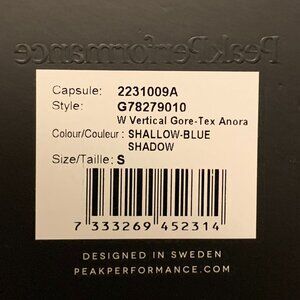 PeakPerformance
Capsule: 2231009A
Style: G78279010
W Vertical Gore-Tex Anora
Colour/Couleur : SHALLOW-BLUE
SHADOW
Size/Taille: S
7 333269 452314
DESIGNED IN SWEDEN
PEAKPERFORMANCE.COM